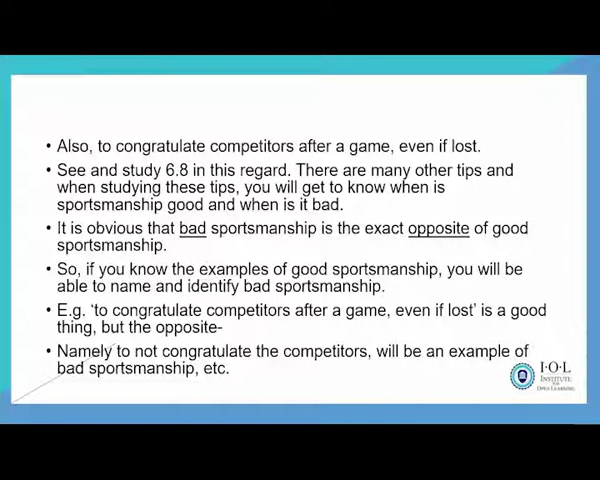 • Also, to congratulate competitors after a game, even if lost.
• See and study 6.8 in this regard. There are many other tips and
when studying these tips, you will get to know when is
sportsmanship good and when is it bad.
• It is obvious that bad sportsmanship is the exact opposite of good
sportsmanship.
• So, if you know the examples of good sportsmanship, you will be
able to name and identify bad sportsmanship.
• E.g. ‘to congratulate competitors after a game, even if lost’ is a good
thing, but the opposite-
• Namely to not congratulate the competitors, will be an example of
bad sportsmanship, etc.
I·O·L
INSTITUTE
FOR
OPEN LEARNING